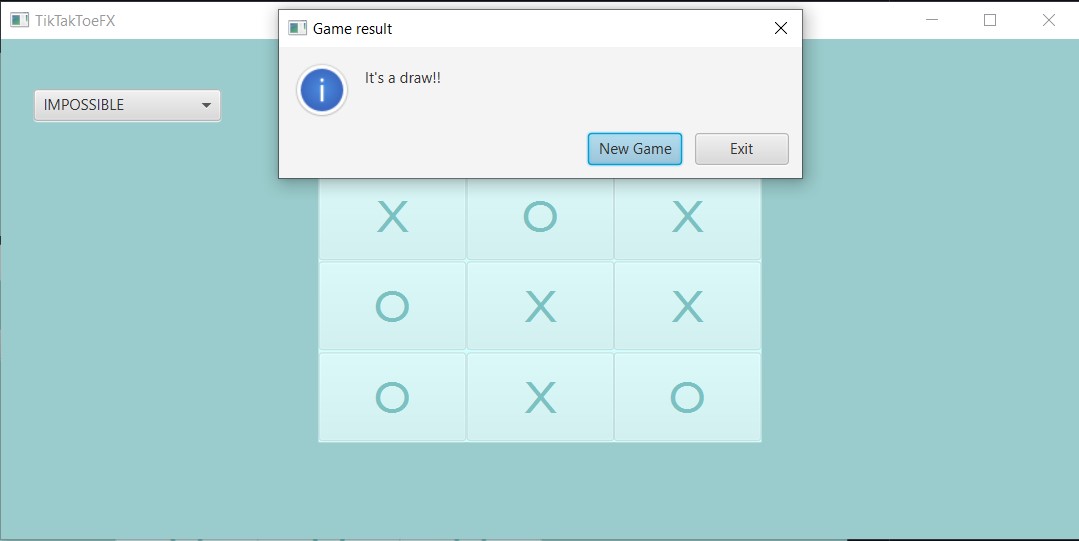 TikTakToeFX
Game result
It's a draw!!
IMPOSSIBLE
New Game Exit
X O X
O X X
O X O